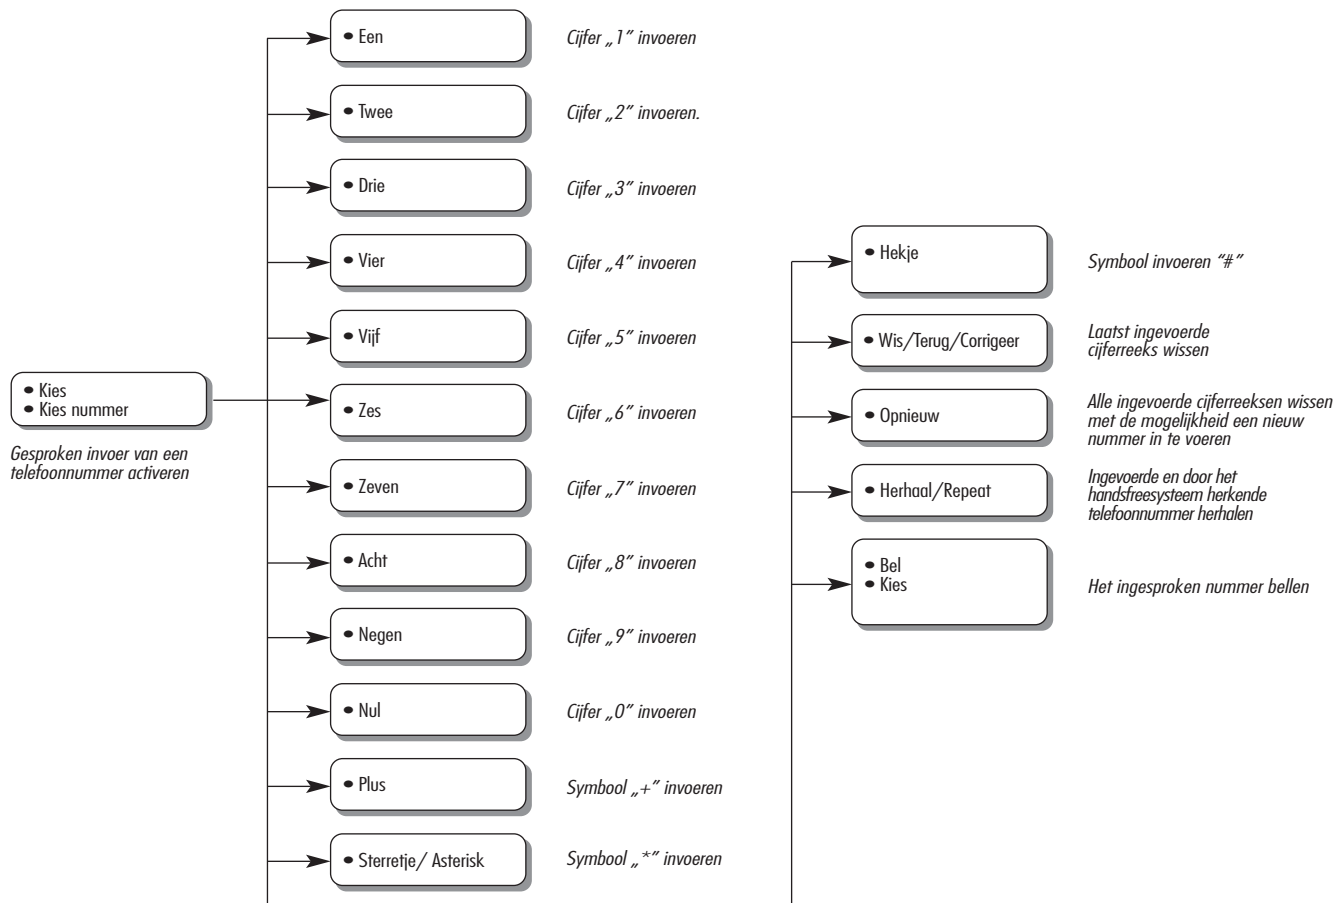 • Kies
• Kies nummer
Gesproken invoer van een
telefoonnummer activeren
• Een
Cijfer „1” invoeren
• Twee
Cijfer „2” invoeren.
• Drie
Cijfer „3” invoeren
• Vier
Cijfer „4” invoeren
• Vijf
Cijfer „5” invoeren
• Zes
Cijfer „6” invoeren
• Zeven
Cijfer „7” invoeren
• Acht
Cijfer „8” invoeren
• Negen
Cijfer „9” invoeren
• Nul
Cijfer „0” invoeren
• Plus
Symbool „+” invoeren
• Sterretje/ Asterisk
Symbool „*” invoeren
• Hekje
Symbool invoeren “#”
• Wis/Terug/Corrigeer
Laatst ingevoerde
cijferreeks wissen
• Opnieuw
Alle ingevoerde cijferreeksen wissen
met de mogelijkheid een nieuw
nummer in te voeren
• Herhaal/Repeat
Ingevoerde en door het
handsfreesysteem herkende
telefoonnummer herhalen
• Bel
• Kies
Het ingesproken nummer bellen